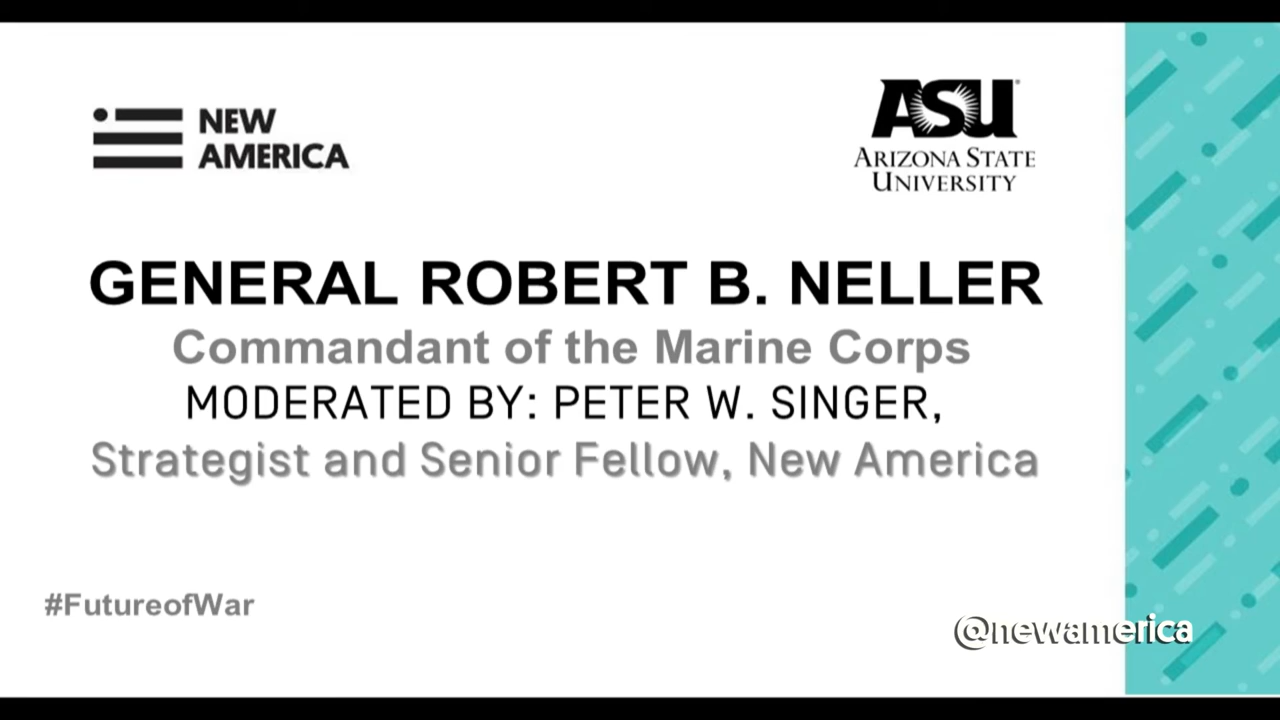 NEW
AMERICA
ASU
ARIZONA STATE
UNIVERSITY
GENERAL ROBERT B. NELLER
Commandant of the Marine Corps
MODERATED BY: PETER W. SINGER,
Strategist and Senior Fellow, New America
#FutureofWar
@newamerica